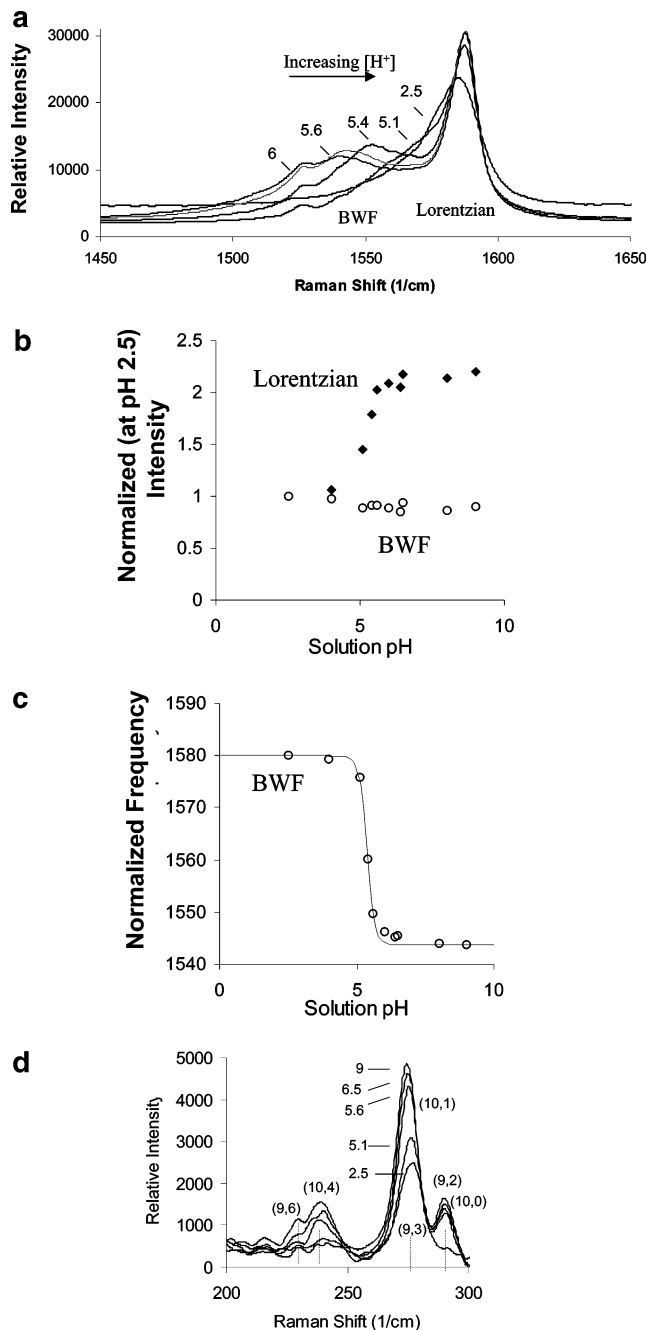 a
30000
20000
10000
0
Relative Intensity
Increasing [H+]
2.5
5.1
5.4
5.6
6
BWF
Lorentzian
1450 1500 1550 1600 1650
Raman Shift (1/cm)
b
2.5
2
1.5
1
0.5
0
Normalized (at pH 2.5)
Intensity
Lorentzian
BWF
0 5 10
Solution pH
c
1590
1580
1570
1560
1550
1540
Normalized Frequency
BWF
0 5 10
Solution pH
d
5000
4000
3000
2000
1000
0
Relative Intensity
9
6.5
5.6
(10,1)
5.1
2.5
(9,6)
(10,4)
(9,2)
(10,0)
(9,3)
200 250 300
Raman Shift (1/cm)